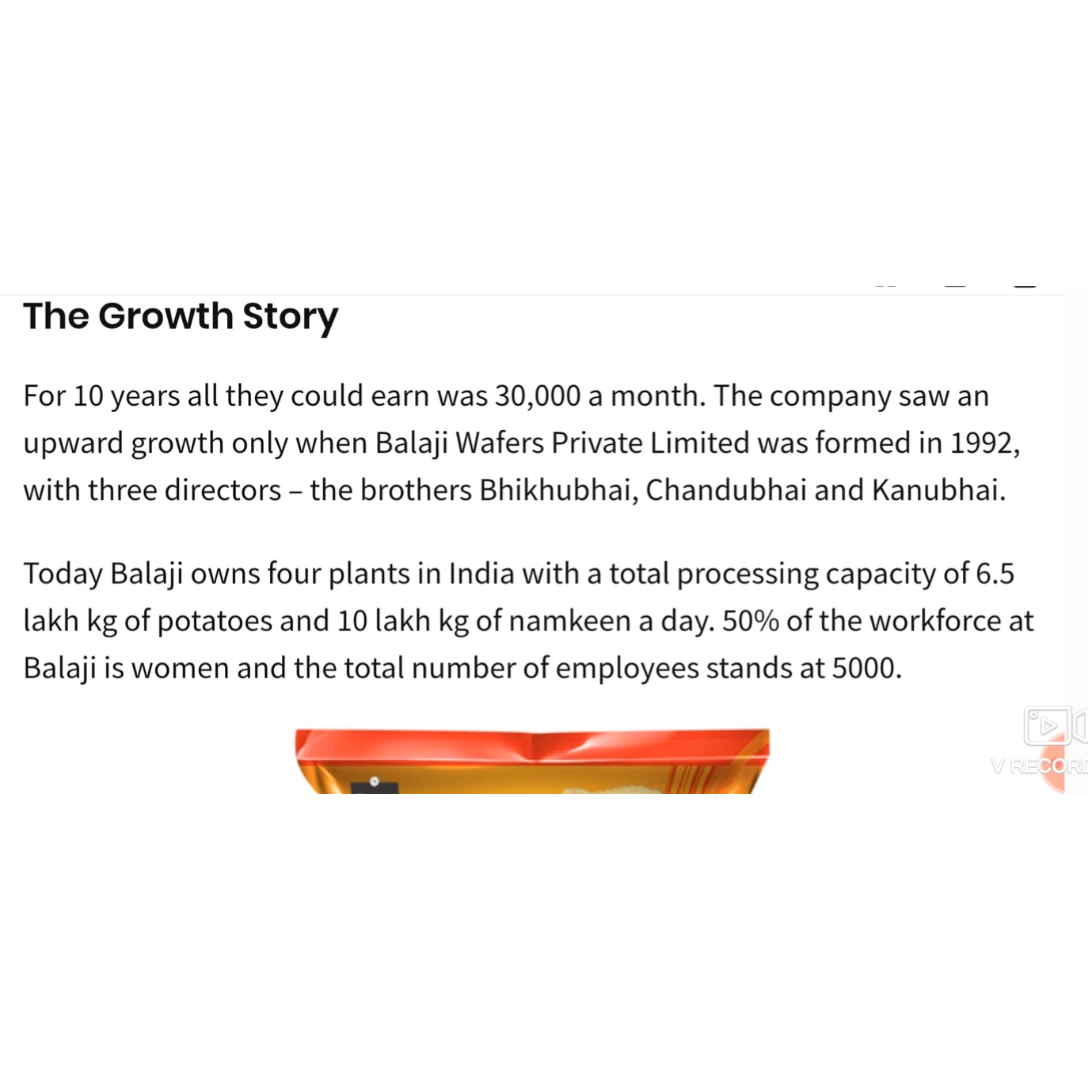 The Growth Story
For 10 years all they could earn was 30,000 a month. The company saw an
upward growth only when Balaji Wafers Private Limited was formed in 1992,
with three directors – the brothers Bhikhubhai, Chandubhai and Kanubhai.
Today Balaji owns four plants in India with a total processing capacity of 6.5
lakh kg of potatoes and 10 lakh kg of namkeen a day. 50% of the workforce at
Balaji is women and the total number of employees stands at 5000.
V RECORD